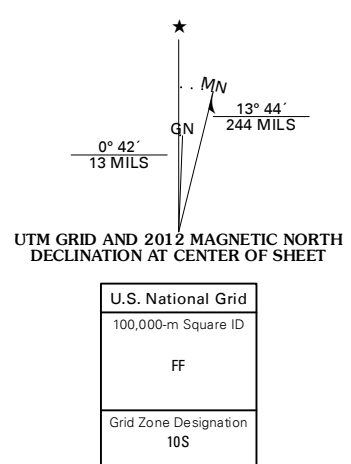 ★
MN
13° 44´
244 MILS
GN
0° 42´
13 MILS
UTM GRID AND 2012 MAGNETIC NORTH
DECLINATION AT CENTER OF SHEET
U.S. National Grid
100,000-m Square ID
FF
Grid Zone Designation
10S